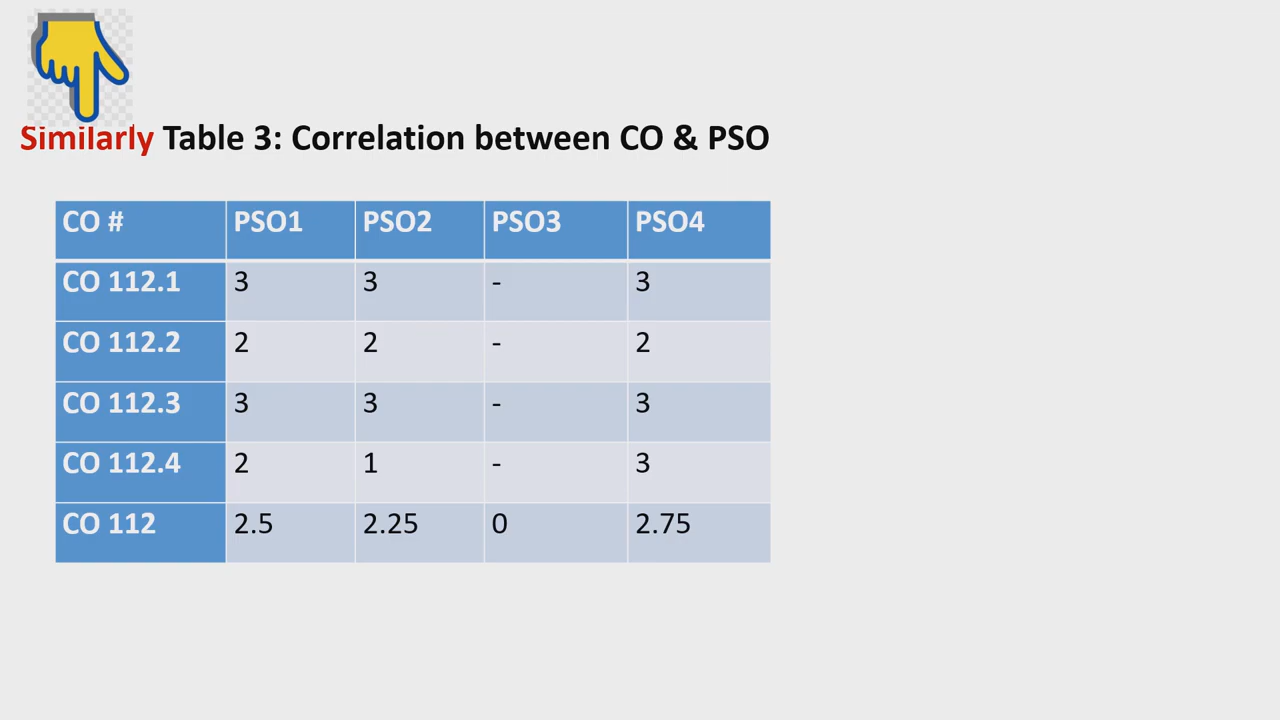 Similarly Table 3: Correlation between CO & PSO
CO # PSO1 PSO2 PSO3 PSO4
CO 112.1 3 3 - 3
CO 112.2 2 2 - 2
CO 112.3 3 3 - 3
CO 112.4 2 1 - 3
CO 112 2.5 2.25 0 2.75